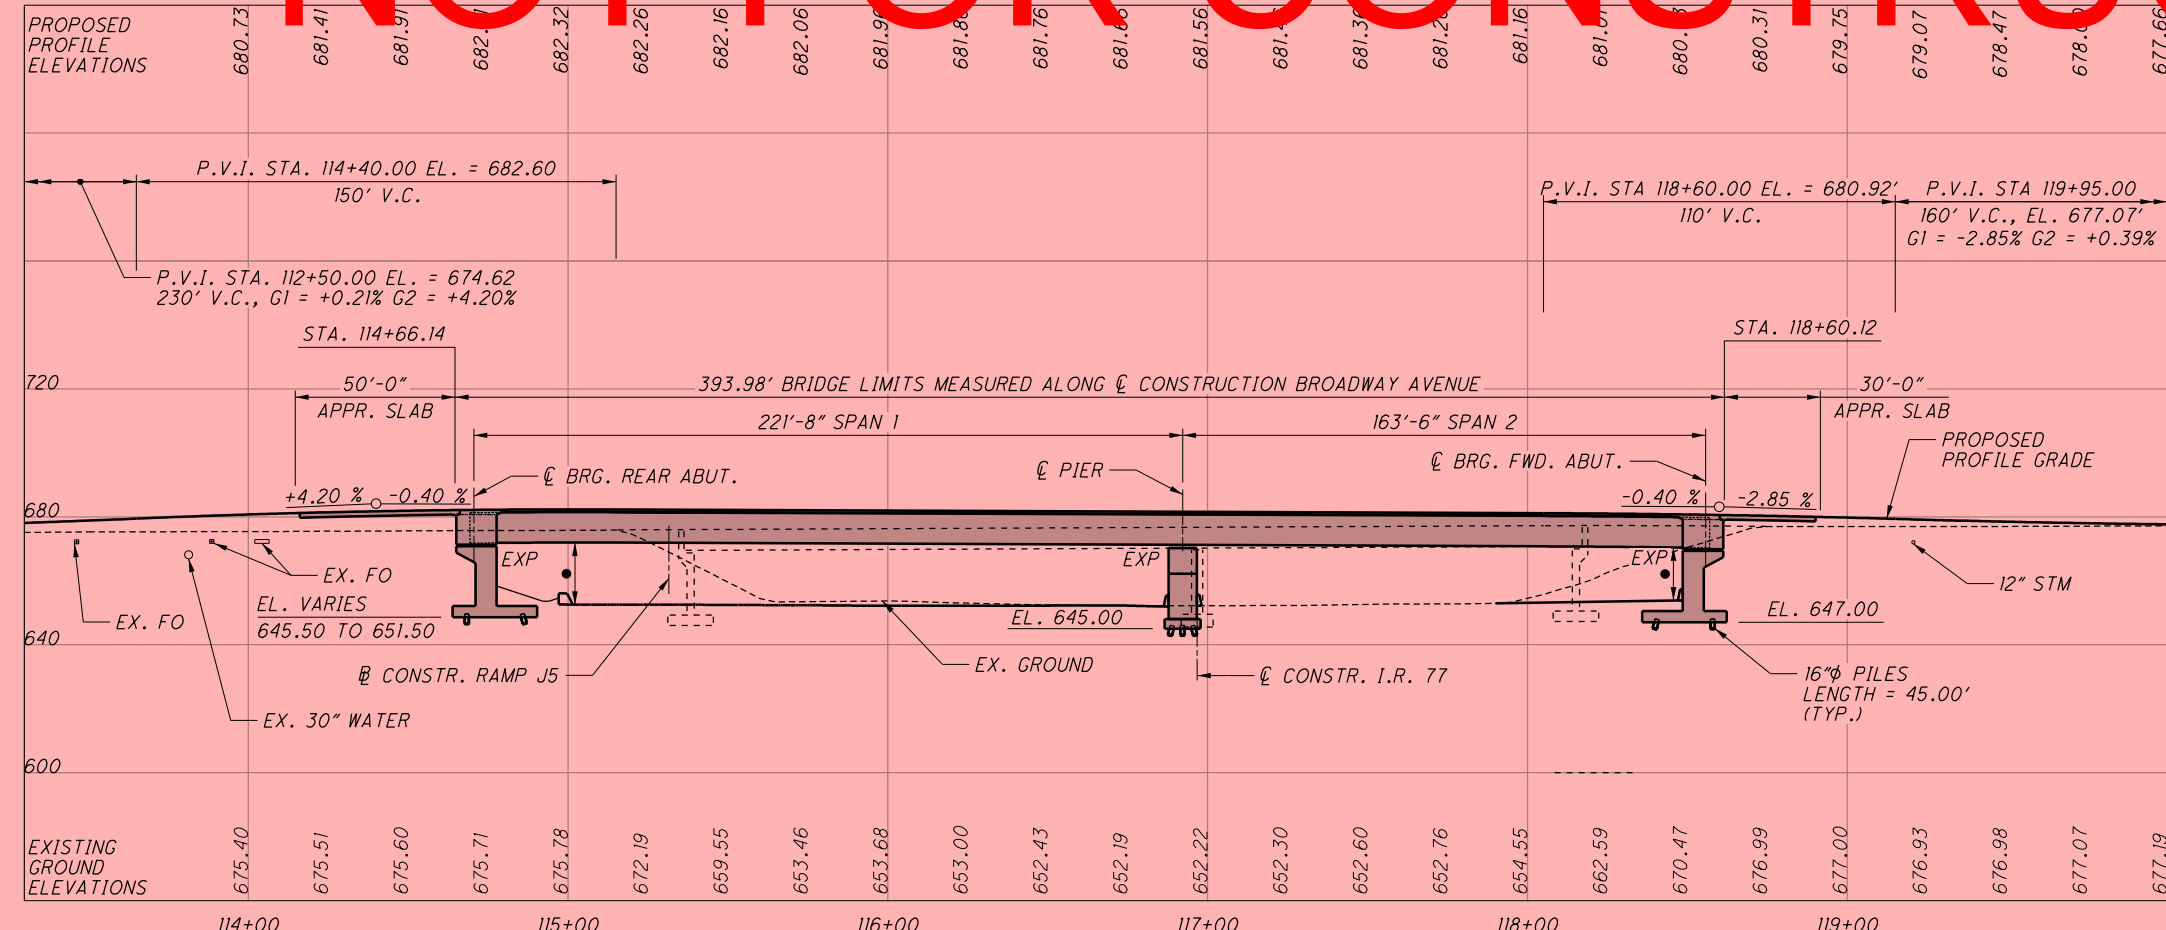 PROPOSED
PROFILE
ELEVATIONS
680.73
681.41
681.91
682.32
682.26
682.16
682.06
681.76
681.66
681.56
681.16
681.01
680.31
679.75
679.07
678.47
677.66
P.V.I. STA. 114+40.00 EL. = 682.60
150' V.C.
P.V.I. STA 118+60.00 EL. = 680.92'
110' V.C.
P.V.I. STA 119+95.00
160' V.C., EL. 677.07'
G1 = -2.85% G2 = +0.39%
P.V.I. STA. 112+50.00 EL. = 674.62
230' V.C., G1 = +0.21% G2 = +4.20%
STA. 114+66.14
STA. 118+60.12
720
50'-0"
APPR. SLAB
393.98' BRIDGE LIMITS MEASURED ALONG ℄ CONSTRUCTION BROADWAY AVENUE
30'-0"
APPR. SLAB
221'-8" SPAN 1
163'-6" SPAN 2
℄ BRG. REAR ABUT.
℄ PIER
℄ BRG. FWD. ABUT.
PROPOSED
PROFILE GRADE
+4.20 %
-0.40 %
-0.40 %
-2.85 %
680
EXP
EXP
EXP
EX. FO
EX. FO
12" STM
EL. VARIES
645.50 TO 651.50
EL. 645.00
EL. 647.00
640
℄ CONSTR. RAMP J5
EX. GROUND
℄ CONSTR. I.R. 77
16"ϕ PILES
LENGTH = 45.00'
(TYP.)
EX. 30" WATER
600
EXISTING
GROUND
ELEVATIONS
675.40
675.51
675.60
675.71
675.78
672.19
659.55
653.46
653.68
653.00
652.43
652.19
652.22
652.30
652.60
652.76
654.55
662.59
670.47
676.99
677.00
676.93
676.98
677.07
677.19
114+00
115+00
116+00
117+00
118+00
119+00